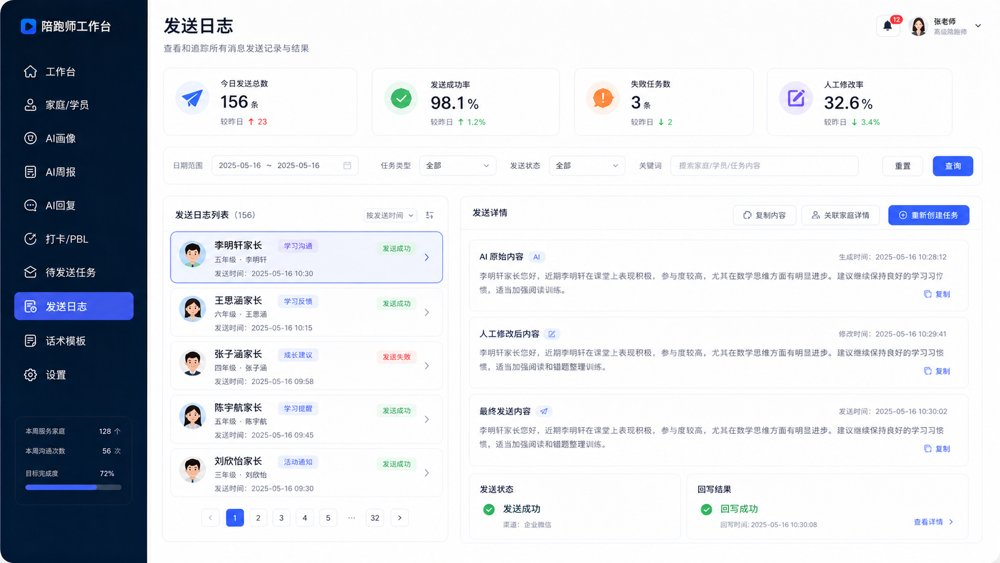 陪跑师工作台
工作台
家庭/学员
AI画像
AI周报
AI回复
打卡/PBL
待发送任务
发送日志
话术模板
设置
本周服务家庭 128 个
本周沟通次数 56 次
目标完成度 72%
发送日志
查看和追踪所有消息发送记录与结果
12
张老师
高级陪跑师
今日发送总数
156 条
较昨日 ↑ 23
发送成功率
98.1%
较昨日 ↑ 1.2%
失败任务数
3 条
较昨日 ↓ 2
人工修改率
32.6%
较昨日 ↓ 3.4%
日期范围 2025-05-16 ~ 2025-05-16 任务类型 全部 发送状态 全部 关键词 搜索家庭/学员/任务内容 重置 查询
发送日志列表 (156) 按发送时间
李明轩家长 学习沟通 发送成功
五年级 · 李明轩
发送时间：2025-05-16 10:30
王思涵家长 学习反馈 发送成功
六年级 · 王思涵
发送时间：2025-05-16 10:15
张子涵家长 成长建议 发送失败
四年级 · 张子涵
发送时间：2025-05-16 09:58
陈宇航家长 学习提醒 发送成功
五年级 · 陈宇航
发送时间：2025-05-16 09:45
刘欣怡家长 活动通知 发送成功
三年级 · 刘欣怡
发送时间：2025-05-16 09:30
< 1 2 3 4 5 ··· 32 >
发送详情 复制内容 关联家庭详情 重新创建任务
AI 原始内容 AI 生成时间：2025-05-16 10:28:12
李明轩家长您好，近期李明轩在课堂上表现积极，参与度较高，尤其在数学思维方面有明显进步。建议继续保持良好的学习习
惯，适当加强阅读训练。
复制
人工修改后内容 修改时间：2025-05-16 10:29:41
李明轩家长您好，近期李明轩在课堂上表现积极，参与度较高，尤其在数学思维方面有明显进步。建议继续保持良好的学习习
惯，适当加强阅读和错题整理训练。
复制
最终发送内容 发送时间：2025-05-16 10:30:02
李明轩家长您好，近期李明轩在课堂上表现积极，参与度较高，尤其在数学思维方面有明显进步。建议继续保持良好的学习习
惯，适当加强阅读和错题整理训练。
复制
发送状态
发送成功
渠道：企业微信
回写结果
回写成功
回写时间: 2025-05-16 10:30:08
查看详情 >